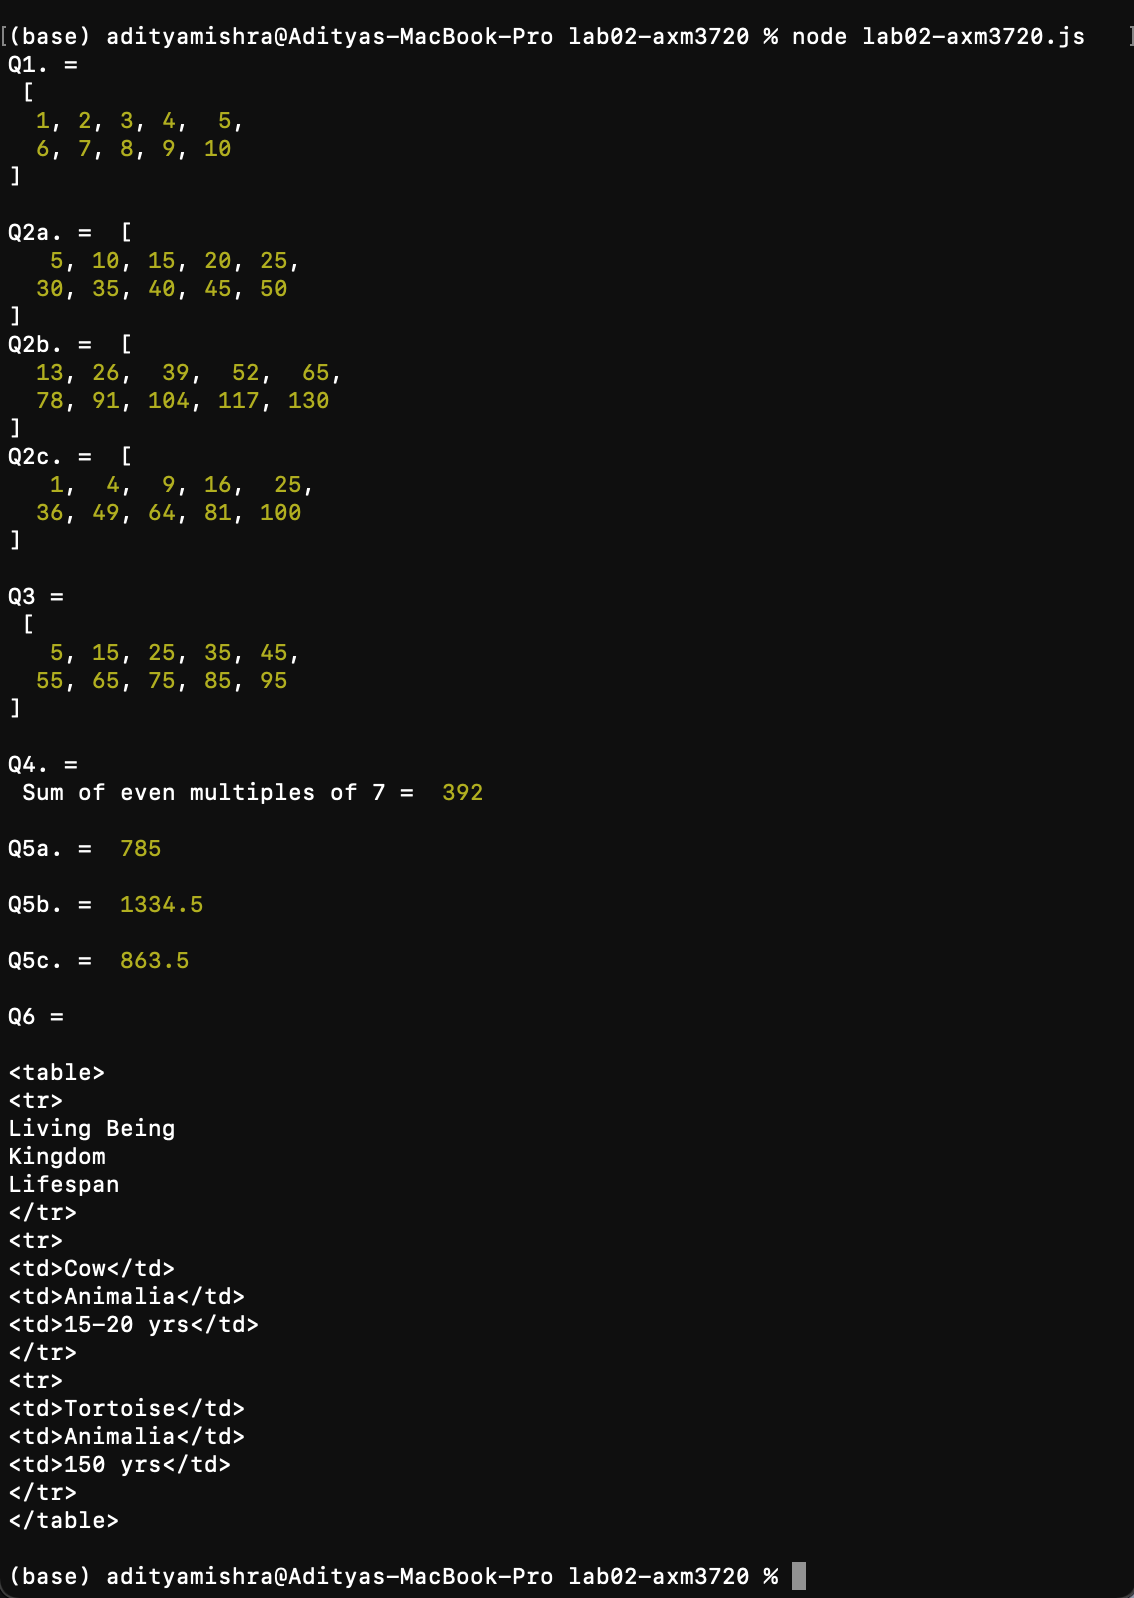 [(base) adityamishra@Adityas-MacBook-Pro lab02-axm3720 % node lab02-axm3720.js   ]
Q1. =
 [
  1, 2, 3, 4,  5,
  6, 7, 8, 9, 10
]

Q2a. =  [
   5, 10, 15, 20, 25,
  30, 35, 40, 45, 50
]
Q2b. =  [
  13, 26,  39,  52,  65,
  78, 91, 104, 117, 130
]
Q2c. =  [
   1,  4,  9, 16,  25,
  36, 49, 64, 81, 100
]

Q3 =
 [
   5, 15, 25, 35, 45,
  55, 65, 75, 85, 95
]

Q4. =
 Sum of even multiples of 7 =  392

Q5a. =  785

Q5b. =  1334.5

Q5c. =  863.5

Q6 =

<table>
<tr>
Living Being
Kingdom
Lifespan
</tr>
<tr>
<td>Cow</td>
<td>Animalia</td>
<td>15-20 yrs</td>
</tr>
<tr>
<td>Tortoise</td>
<td>Animalia</td>
<td>150 yrs</td>
</tr>
</table>

(base) adityamishra@Adityas-MacBook-Pro lab02-axm3720 %